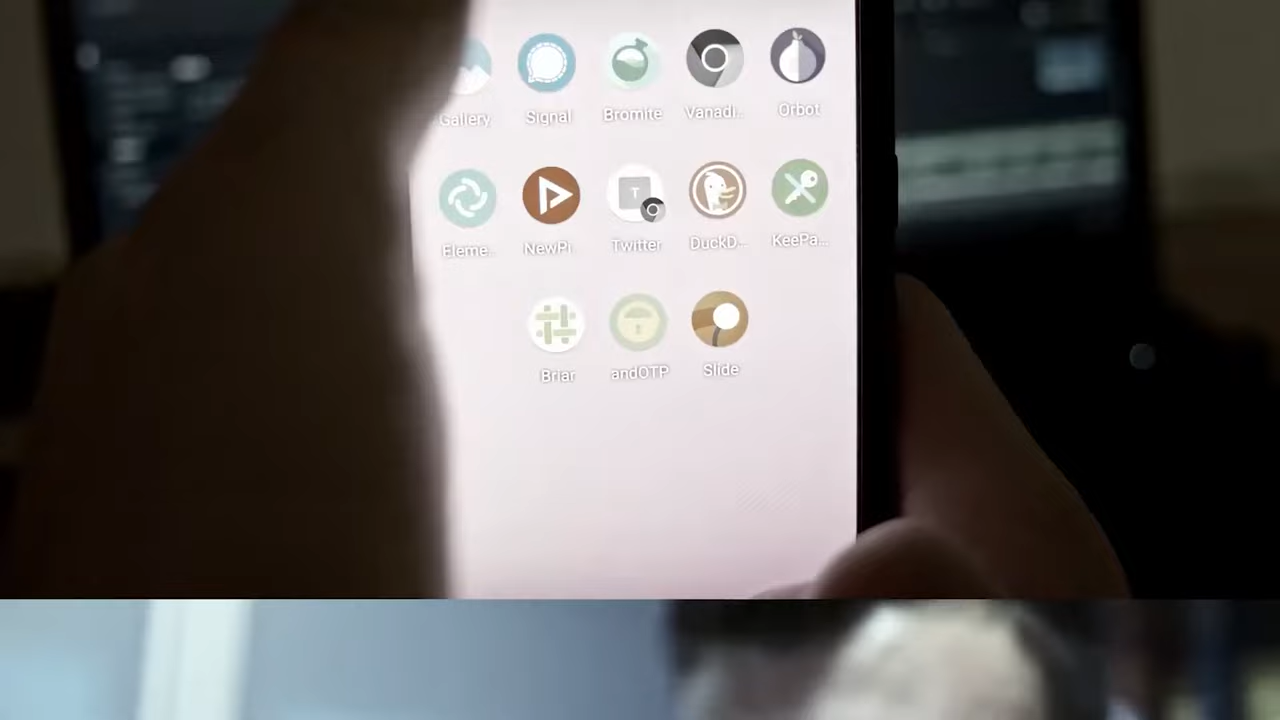 Gallery Signal Bromite Vanadi.. Orbot
Eleme.. NewPi.. T Twitter DuckD... KeePa...
Briar andOTP Slide